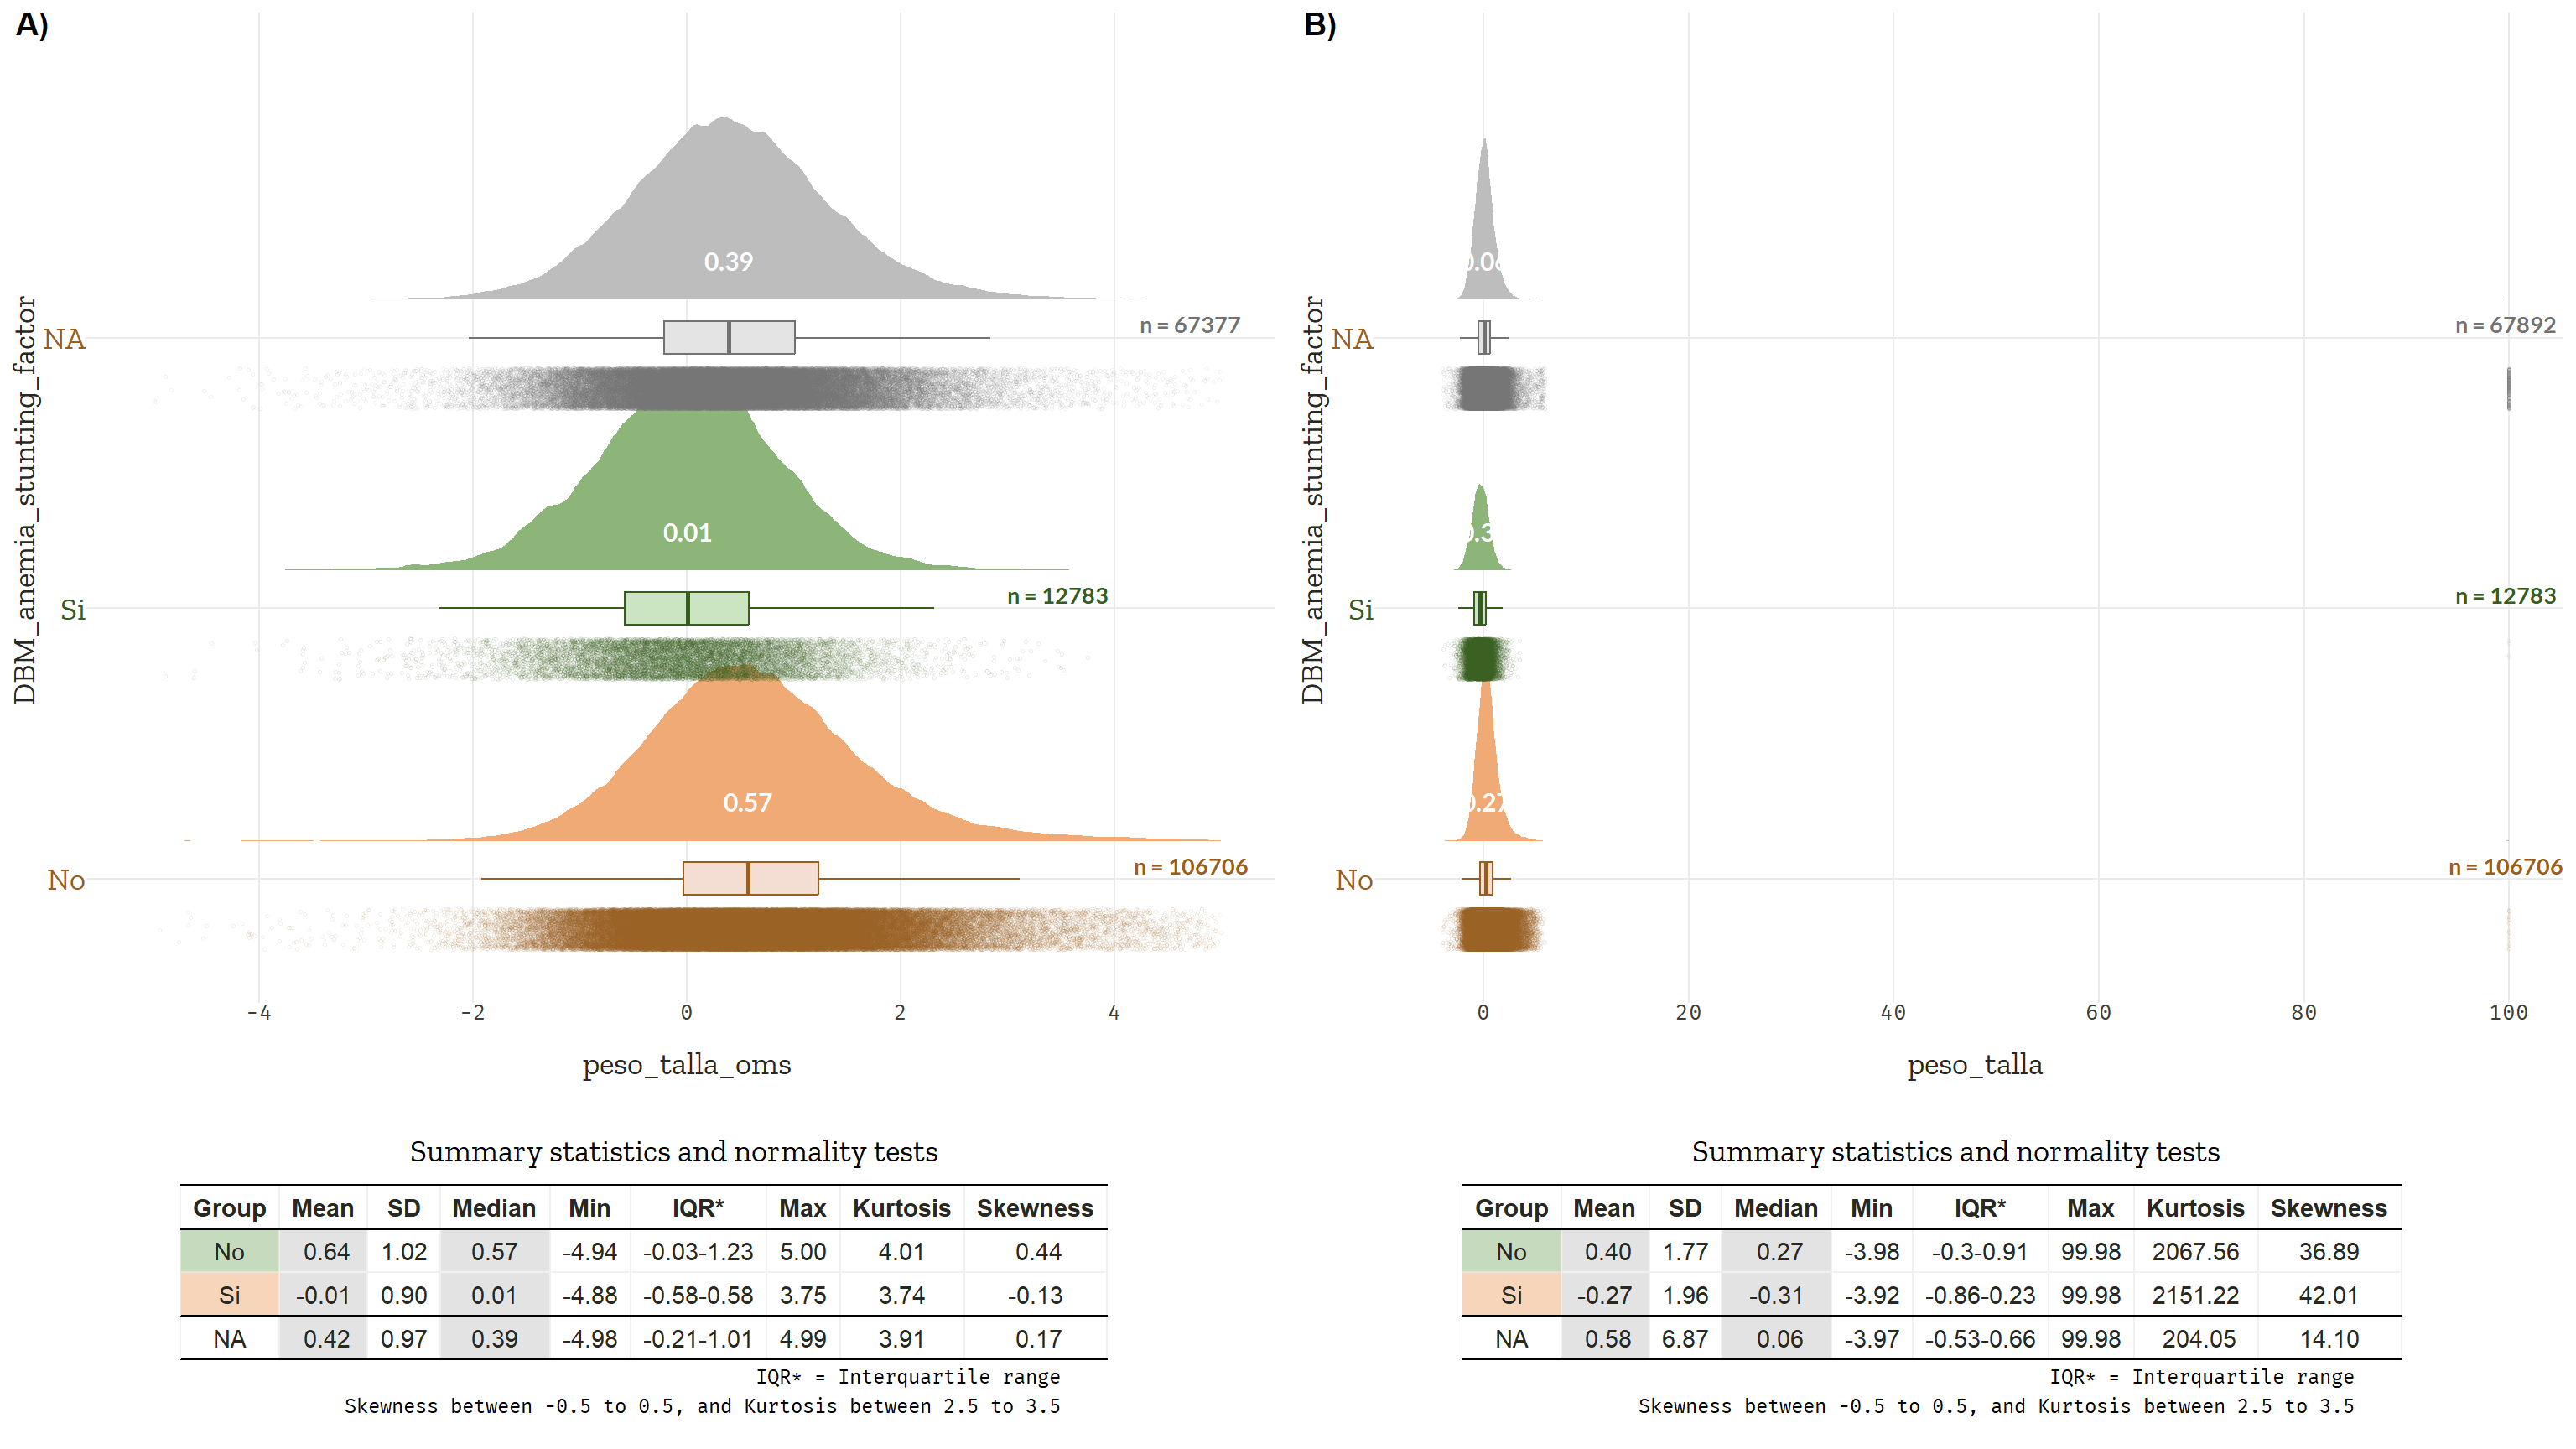 A)
DBM_anemia_stunting_factor
NA
Si
No
0.39
n = 67377
0.01
n = 12783
0.57
n = 106706
-4 -2 0 2 4
peso_talla_oms
Summary statistics and normality tests
Group Mean SD Median Min IQR* Max Kurtosis Skewness
No 0.64 1.02 0.57 -4.94 -0.03-1.23 5.00 4.01 0.44
Si -0.01 0.90 0.01 -4.88 -0.58-0.58 3.75 3.74 -0.13
NA 0.42 0.97 0.39 -4.98 -0.21-1.01 4.99 3.91 0.17
IQR* = Interquartile range
Skewness between -0.5 to 0.5, and Kurtosis between 2.5 to 3.5
B)
DBM_anemia_stunting_factor
NA
Si
No
0.06
n = 67892
n = 12783
0.27
n = 106706
0 20 40 60 80 100
peso_talla
Summary statistics and normality tests
Group Mean SD Median Min IQR* Max Kurtosis Skewness
No 0.40 1.77 0.27 -3.98 -0.3-0.91 99.98 2067.56 36.89
Si -0.27 1.96 -0.31 -3.92 -0.86-0.23 99.98 2151.22 42.01
NA 0.58 6.87 0.06 -3.97 -0.53-0.66 99.98 204.05 14.10
IQR* = Interquartile range
Skewness between -0.5 to 0.5, and Kurtosis between 2.5 to 3.5